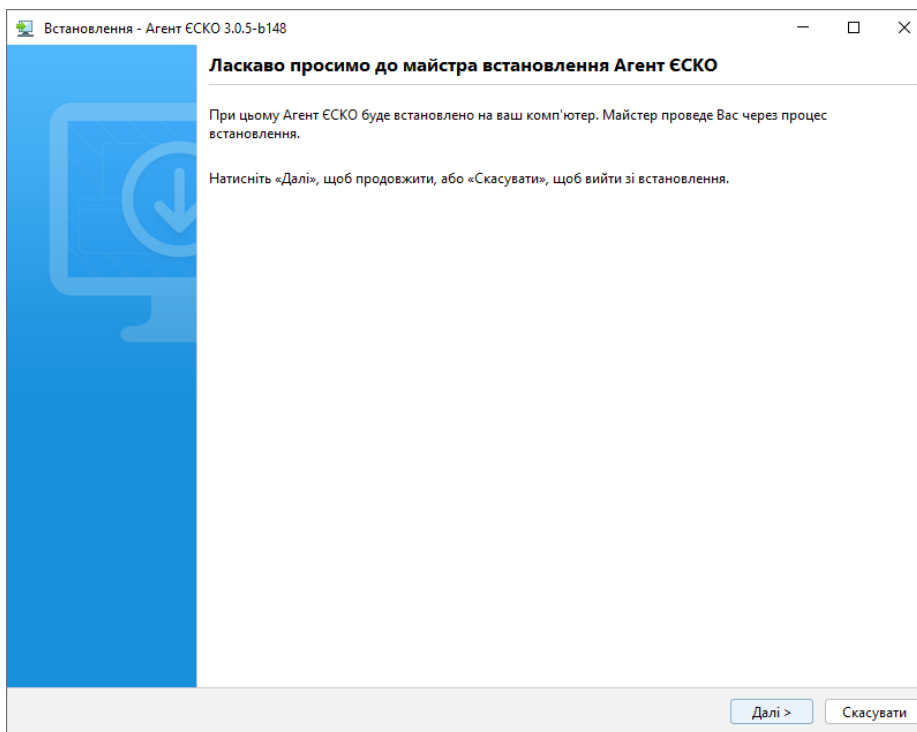 Встановлення - Агент ЄСКО 3.0.5-b148
Ласкаво просимо до майстра встановлення Агент ЄСКО
При цьому Агент ЄСКО буде встановлено на ваш комп'ютер. Майстер проведе Вас через процес
встановлення.
Натисніть «Далі», щоб продовжити, або «Скасувати», щоб вийти зі встановлення.
Далі >
Скасувати